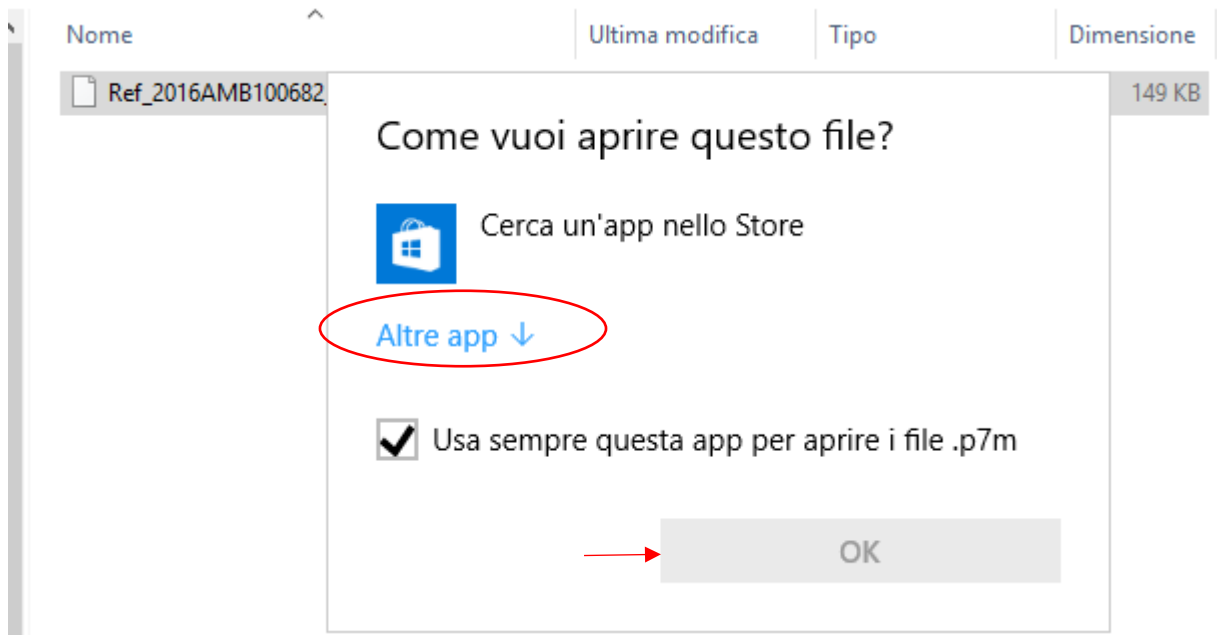 Nome Ultima modifica Tipo Dimensione
Ref_2016AMB100682_ 149 KB
Come vuoi aprire questo file?
Cerca un'app nello Store
Altre app ↓
Usa sempre questa app per aprire i file .p7m
OK